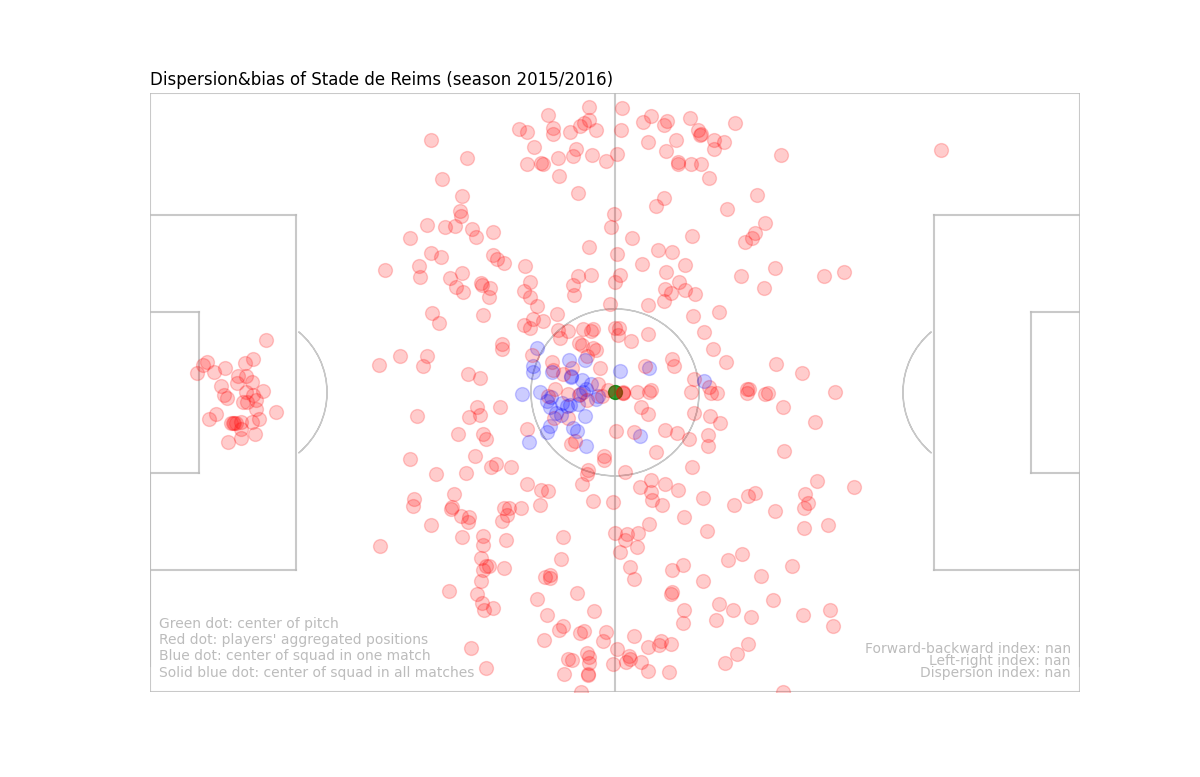 Dispersion&bias of Stade de Reims (season 2015/2016)
Green dot: center of pitch
Red dot: players' aggregated positions
Blue dot: center of squad in one match
Solid blue dot: center of squad in all matches
Forward-backward index: nan
Left-right index: nan
Dispersion index: nan